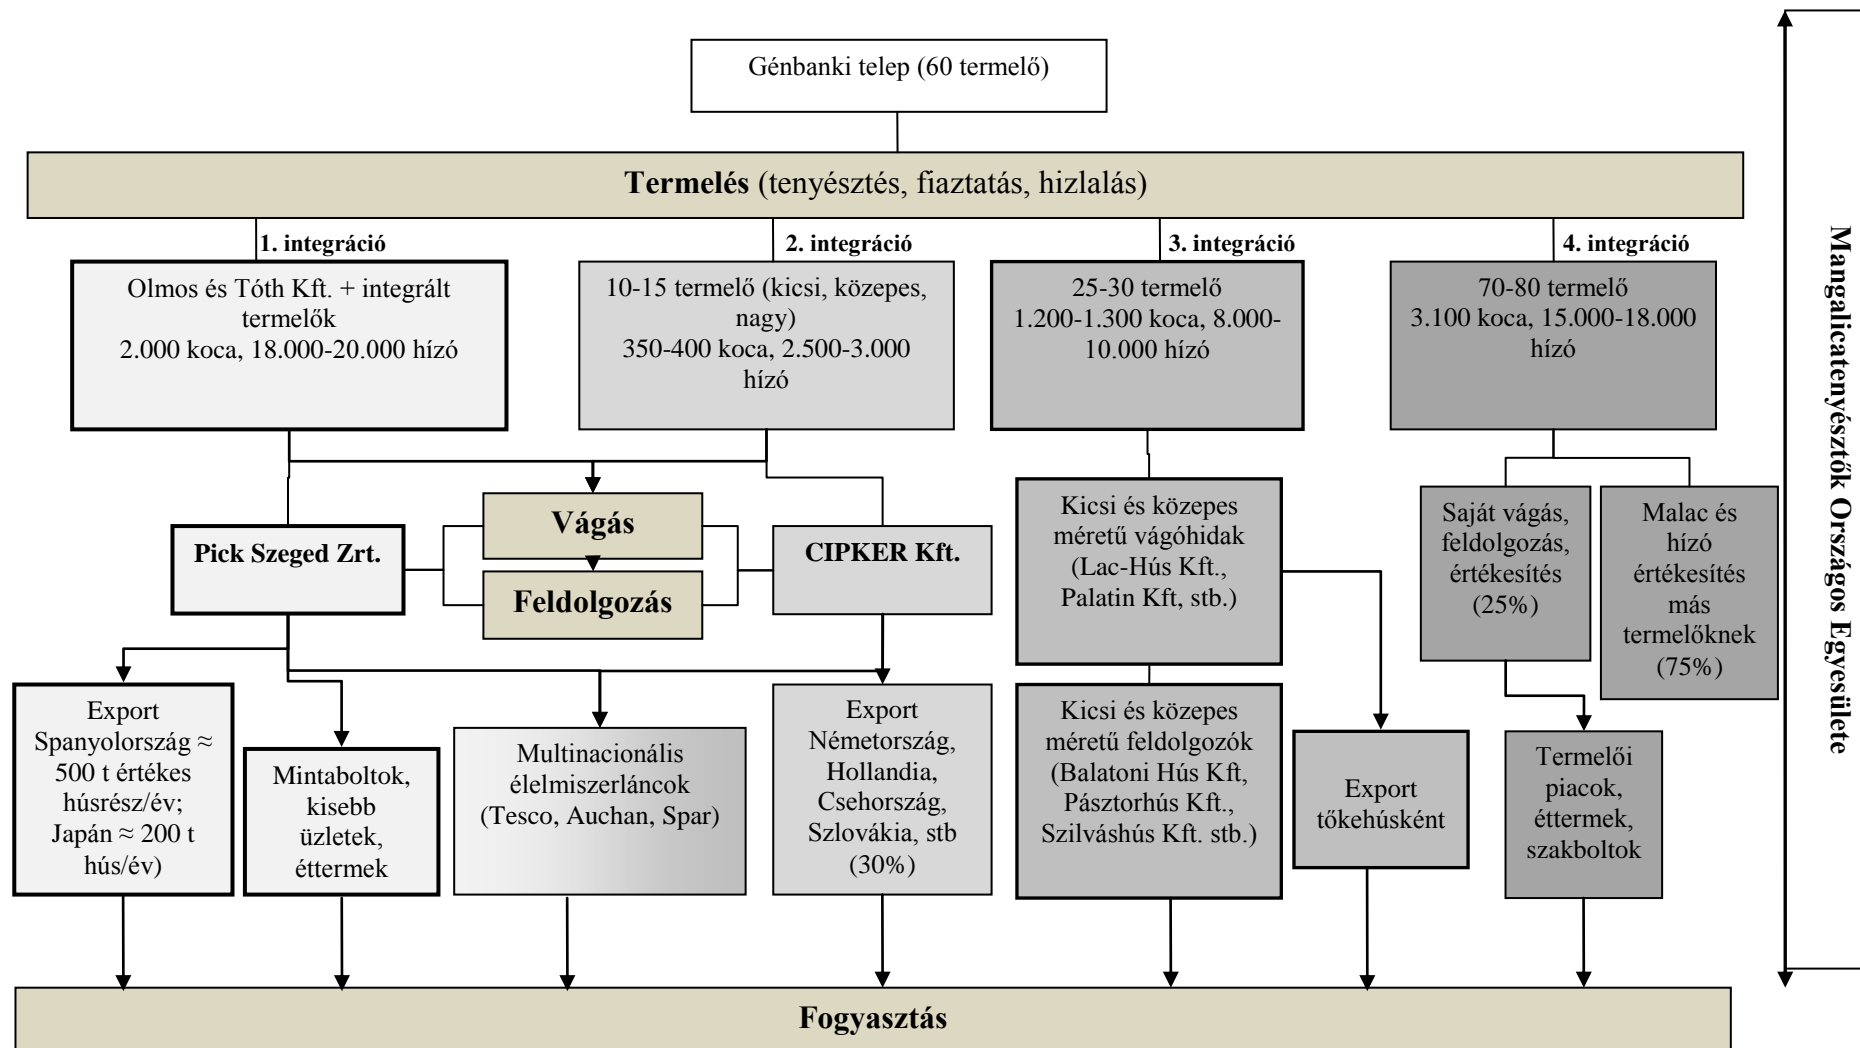 Génbanki telep (60 termelő)
Termelés (tenyésztés, fiaztatás, hizlalás)
1. integráció
2. integráció
3. integráció
4. integráció
Olmos és Tóth Kft. + integrált
termelők
2.000 koca, 18.000-20.000 hízó
10-15 termelő (kicsi, közepes,
nagy)
350-400 koca, 2.500-3.000
hízó
25-30 termelő
1.200-1.300 koca, 8.000-
10.000 hízó
70-80 termelő
3.100 koca, 15.000-18.000
hízó
Pick Szeged Zrt.
Vágás
Feldolgozás
CIPKER Kft.
Kicsi és közepes
méretű vágóhidak
(Lac-Hús Kft.,
Palatin Kft, stb.)
Saját vágás,
feldolgozás,
értékesítés
(25%)
Malac és
hízó
értékesítés
más
termelőknek
(75%)
Export
Spanyolország ≈
500 t értékes
húsrész/év;
Japán ≈ 200 t
hús/év)
Mintaboltok,
kisebb
üzletek,
éttermek
Multinacionális
élelmiszerláncok
(Tesco, Auchan, Spar)
Export
Németország,
Hollandia,
Csehország,
Szlovákia, stb
(30%)
Kicsi és közepes
méretű feldolgozók
(Balatoni Hús Kft,
Pásztorhús Kft.,
Szilváshús Kft. stb.)
Export
tőkehúsként
Termelői
piacok,
éttermek,
szakboltok
Fogyasztás
Mangalicatenyésztők Országos Egyesülete